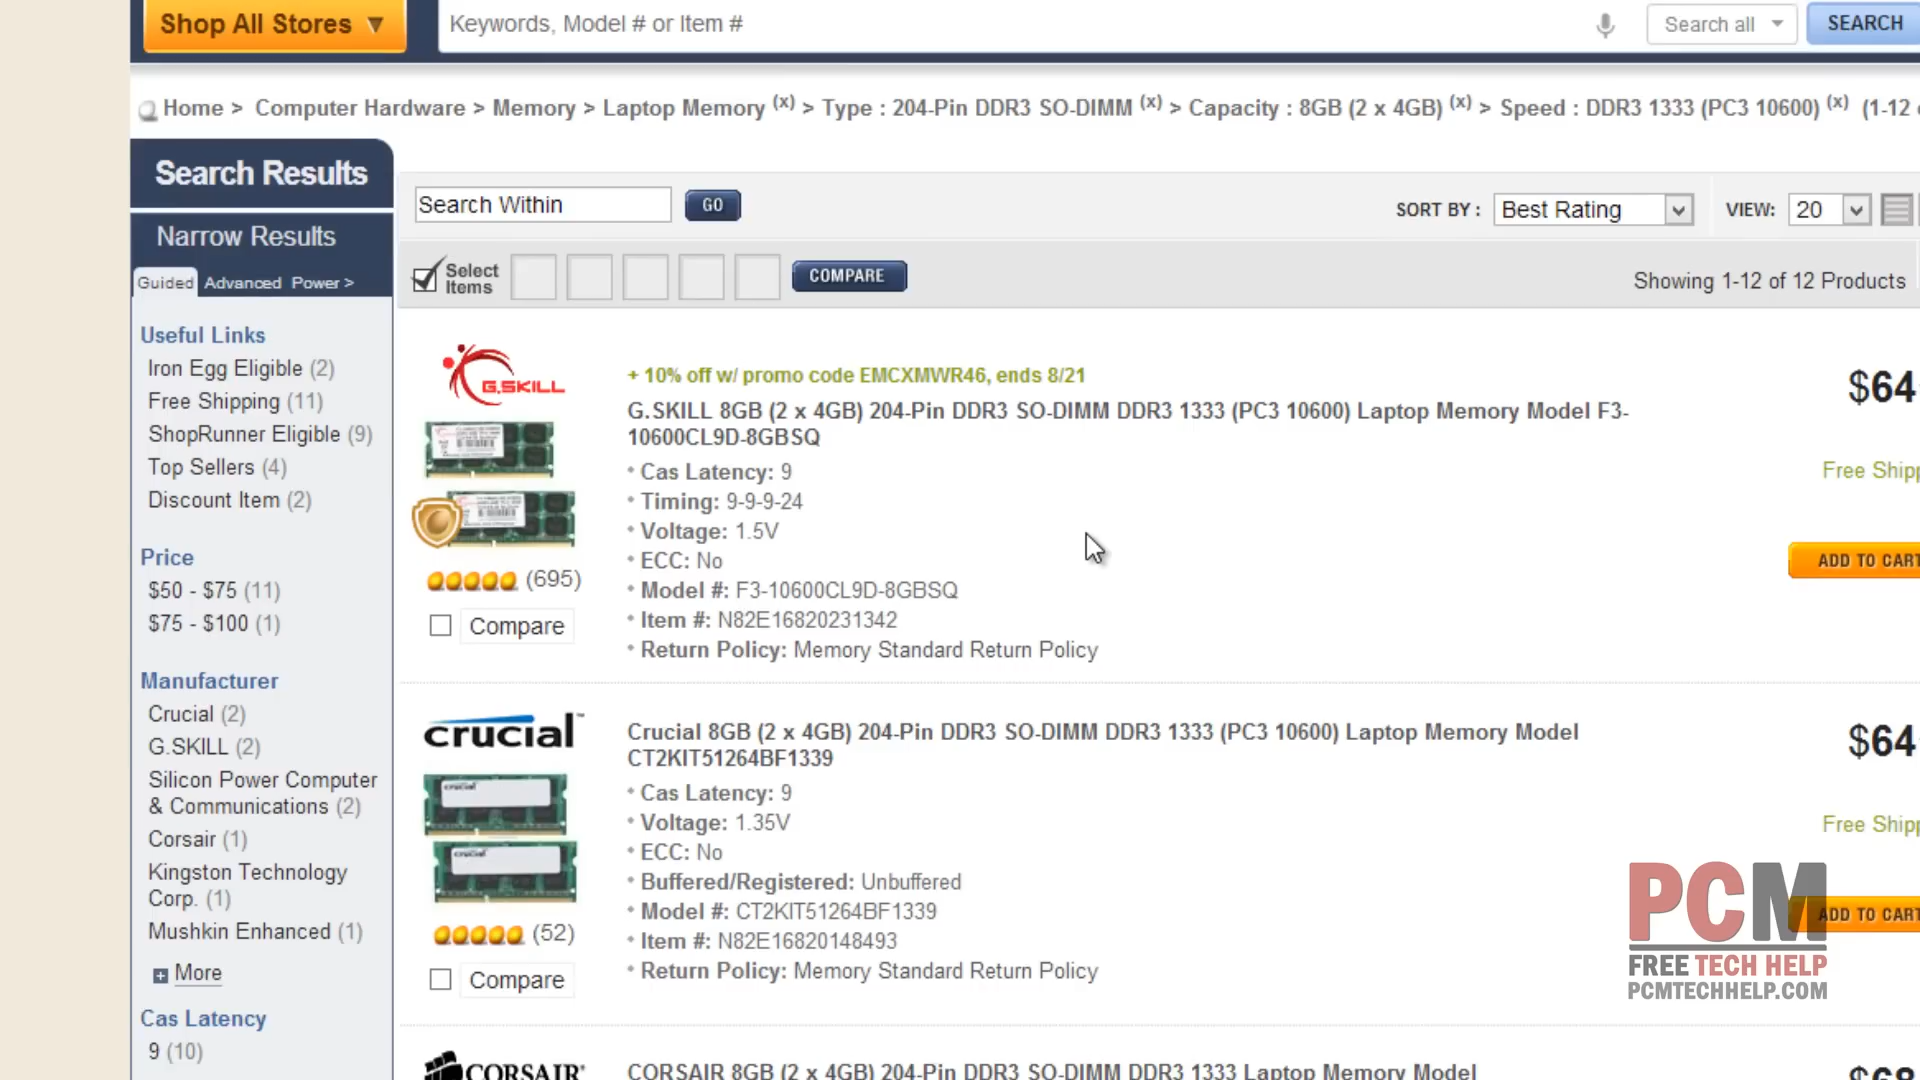 Shop All Stores ▼
Keywords, Model # or Item #
Search all
SEARCH
Home > Computer Hardware > Memory > Laptop Memory (x) > Type : 204-Pin DDR3 SO-DIMM (x) > Capacity : 8GB (2 x 4GB) (x) > Speed : DDR3 1333 (PC3 10600) (x) (1-12
Search Results
Narrow Results
Guided Advanced Power >
Useful Links
Iron Egg Eligible (2)
Free Shipping (11)
ShopRunner Eligible (9)
Top Sellers (4)
Discount Item (2)
Price
$50 - $75 (11)
$75 - $100 (1)
Manufacturer
Crucial (2)
G.SKILL (2)
Silicon Power Computer
& Communications (2)
Corsair (1)
Kingston Technology
Corp. (1)
Mushkin Enhanced (1)
More
Cas Latency
9 (10)
Search Within
GO
SORT BY :
Best Rating
VIEW:
20
Select
Items
COMPARE
Showing 1-12 of 12 Products
G.SKILL
(695)
Compare
+ 10% off w/ promo code EMCXMWR46, ends 8/21
G.SKILL 8GB (2 x 4GB) 204-Pin DDR3 SO-DIMM DDR3 1333 (PC3 10600) Laptop Memory Model F3-
10600CL9D-8GBSQ
• Cas Latency: 9
• Timing: 9-9-9-24
• Voltage: 1.5V
• ECC: No
• Model #: F3-10600CL9D-8GBSQ
• Item #: N82E16820231342
• Return Policy: Memory Standard Return Policy
$64
Free Shipp
ADD TO CART
crucial™
crucial
crucial
(52)
Compare
Crucial 8GB (2 x 4GB) 204-Pin DDR3 SO-DIMM DDR3 1333 (PC3 10600) Laptop Memory Model
CT2KIT51264BF1339
• Cas Latency: 9
• Voltage: 1.35V
• ECC: No
• Buffered/Registered: Unbuffered
• Model #: CT2KIT51264BF1339
• Item #: N82E16820148493
• Return Policy: Memory Standard Return Policy
$64
Free Shipp
ADD TO CART
PCM
FREE TECH HELP
PCMTECHHELP.COM
CORSAIR
CORSAIR 8GB (2 x 4GB) 204-Pin DDR3 SO-DIMM DDR3 1333 Laptop Memory Model
$68